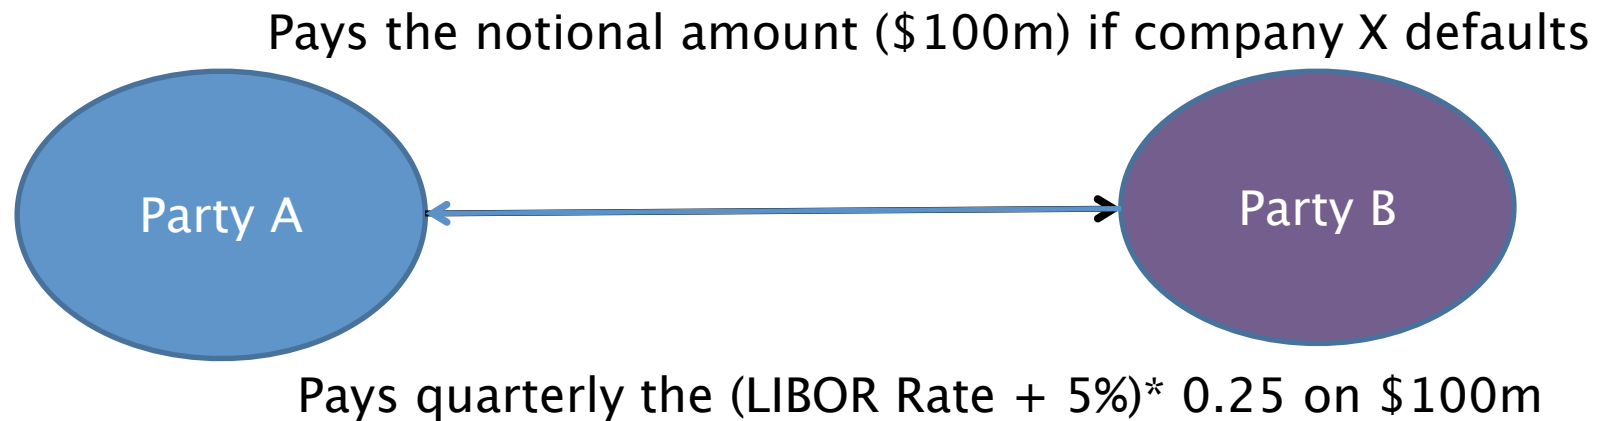 Pays the notional amount ($100m) if company X defaults
Party A
Party B
Pays quarterly the (LIBOR Rate + 5%)* 0.25 on $100m